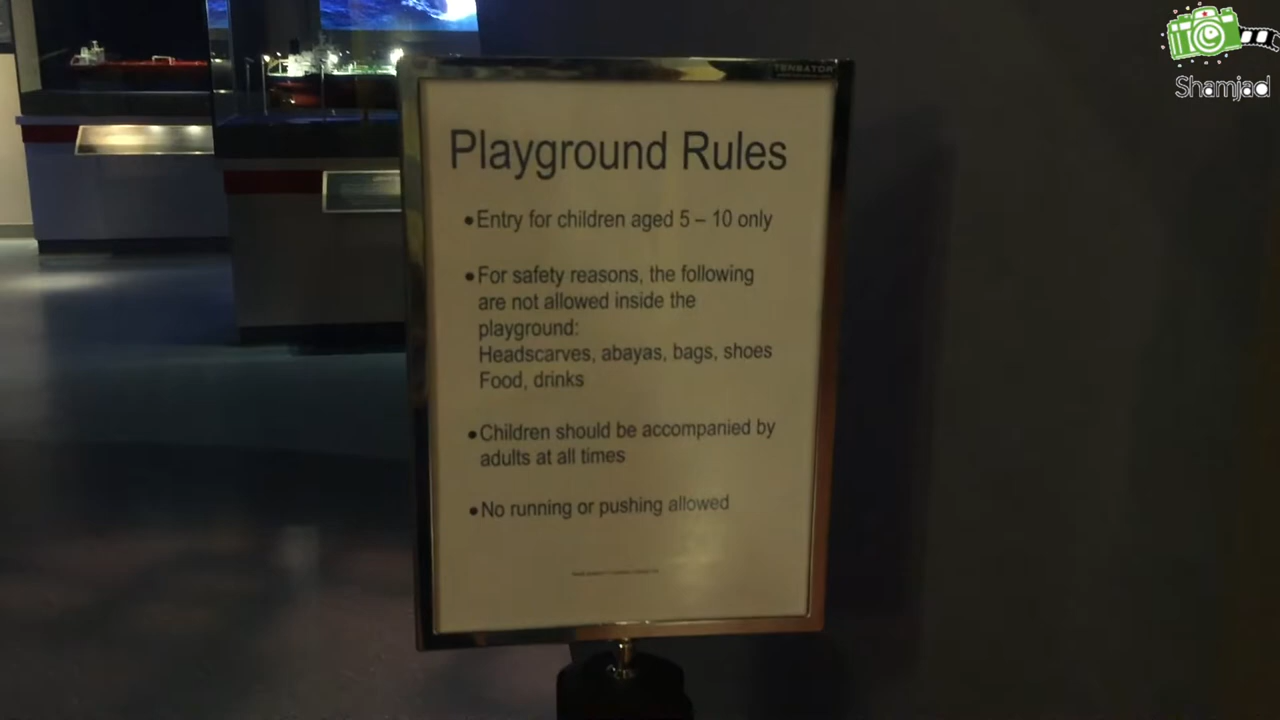 Shamjad
TENSATOR
Playground Rules
•Entry for children aged 5 – 10 only
•For safety reasons, the following
are not allowed inside the
playground:
Headscarves, abayas, bags, shoes
Food, drinks
•Children should be accompanied by
adults at all times
•No running or pushing allowed